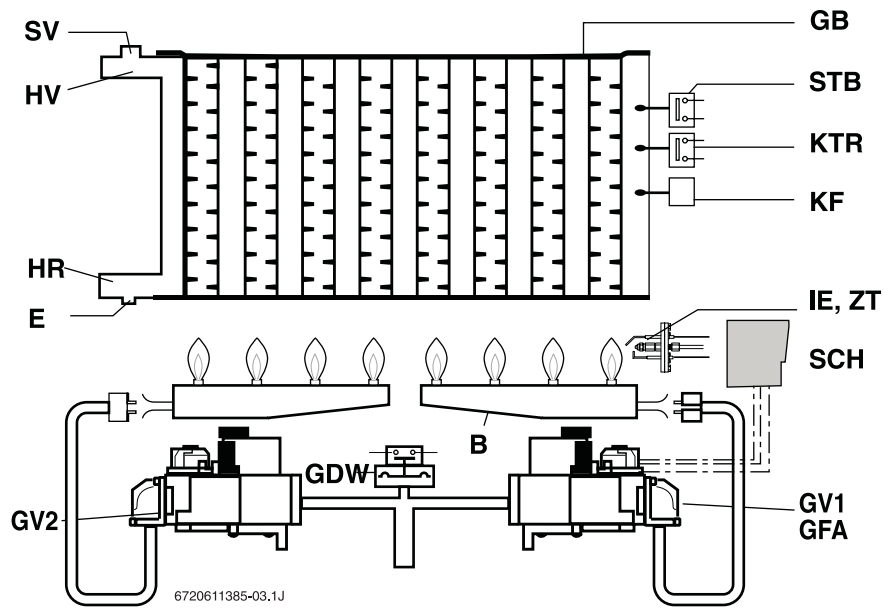 SV
GB
HV
STB
KTR
KF
HR
E
IE, ZT
SCH
B
GDW
GV2
GV1
GFA
6720611385-03.1J